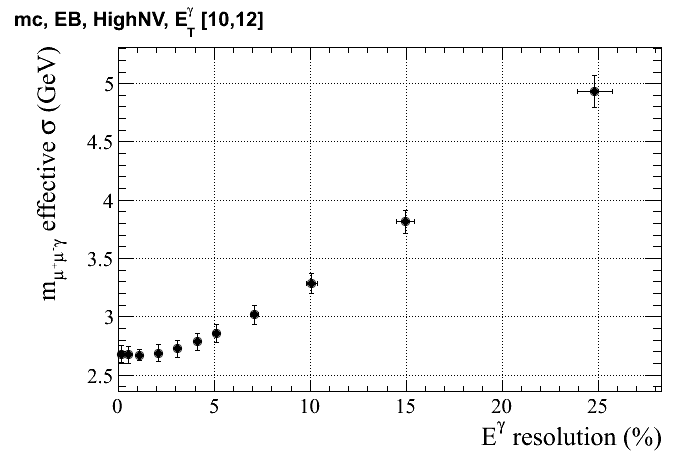 mc, EB, HighNV, E_T^γ [10,12]
m_μ⁺μ⁻γ effective σ (GeV)
5
4.5
4
3.5
3
2.5
0 5 10 15 20 25
E^γ resolution (%)